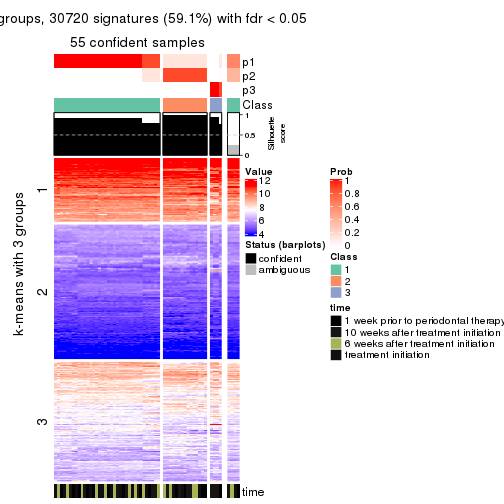 groups, 30720 signatures (59.1%) with fdr < 0.05
55 confident samples
p1
p2
p3
Class
1
0.5
0
Silhouette
score
k-means with 3 groups
1
2
3
time
Value
12
10
8
6
4
Status (barplots)
confident
ambiguous
Prob
1
0.8
0.6
0.4
0.2
0
Class
1
2
3
time
1 week prior to periodontal therapy
10 weeks after treatment initiation
6 weeks after treatment initiation
treatment initiation